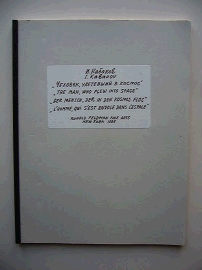 И. Кабаков
I. Kabakov
„Человек, улетевший в космос"
„The man, who flew into space"
„Der Mensch, der in den Kosmos flog"
„L'homme, qui s'est envolé dans l'espace"
Ronald Feldman Fine Arts
New York 1988